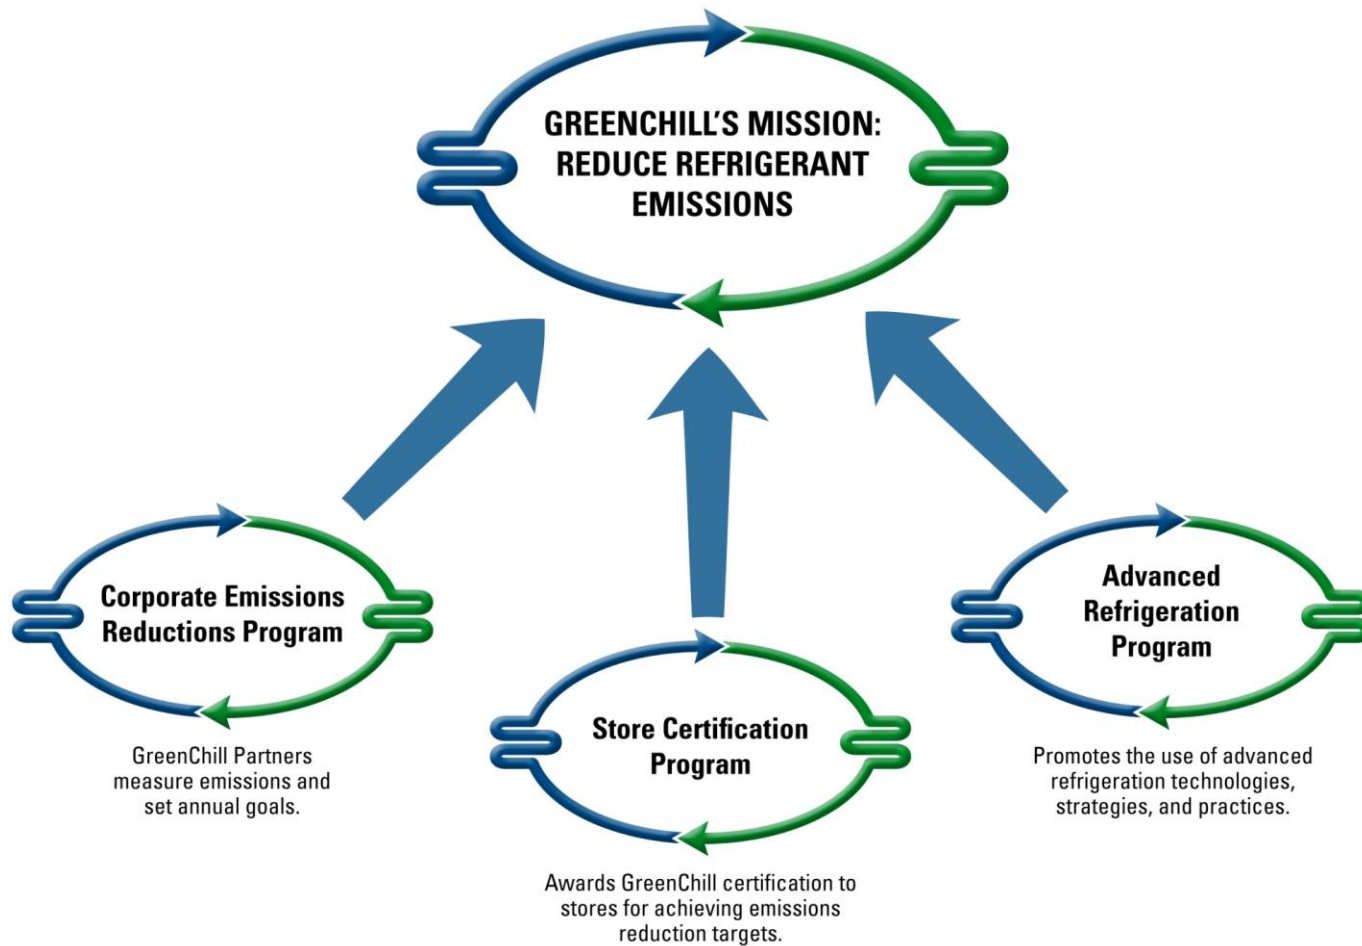 GREENCHILL'S MISSION:
REDUCE REFRIGERANT
EMISSIONS
Corporate Emissions
Reductions Program
GreenChill Partners
measure emissions and
set annual goals.
Store Certification
Program
Awards GreenChill certification to
stores for achieving emissions
reduction targets.
Advanced
Refrigeration
Program
Promotes the use of advanced
refrigeration technologies,
strategies, and practices.